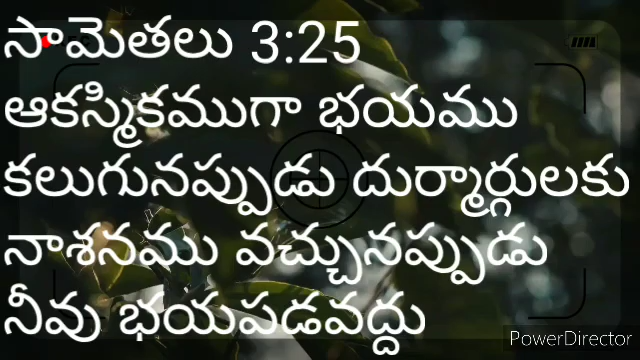 సామెతలు 3:25
ఆకస్మికముగా భయము
కలుగునప్పుడు దుర్మార్గులకు
నాశనము వచ్చునప్పుడు
నీవు భయపడవద్దు
PowerDirector